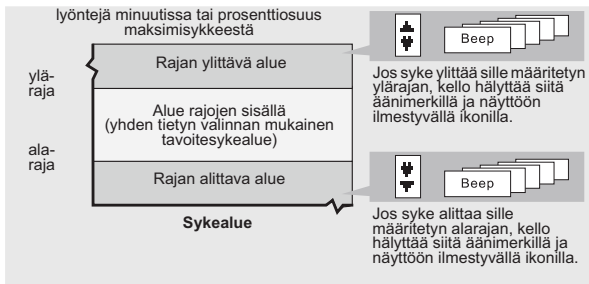 lyöntejä minuutissa tai prosenttiosuus
maksimisykkeestä
ylä-
raja
Rajan ylittävä alue
Alue rajojen sisällä
(yhden tietyn valinnan mukainen
tavoitesykealue)
ala-
raja
Rajan alittava alue
Sykealue
Beep
Jos syke ylittää sille määritetyn
ylärajan, kello hälyttää siitä
äänimerkillä ja näyttöön
ilmestyvällä ikonilla.
Beep
Jos syke alittaa sille
määritetyn alarajan, kello
hälyttää siitä äänimerkillä ja
näyttöön ilmestyvällä ikonilla.